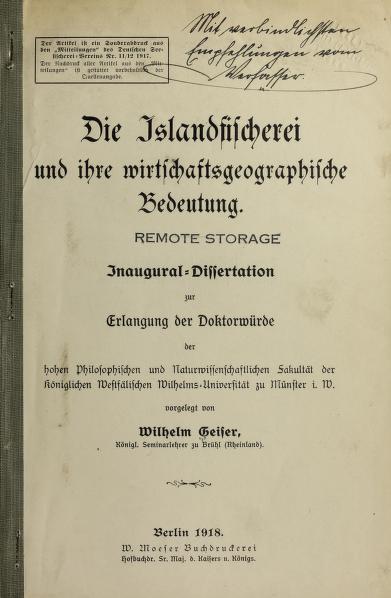 Der Artikel ist ein Sonderabdruck aus
den „Mitteilungen" des Deutschen See-
fischerei-Vereins Nr. 11/12 1917.
Der Nachdruck aller Artikel aus den „Mit-
teilungen" ist gestattet vorbehaltlich der
Quellenangabe.
Mit verbindlichsten
Empfehlungen vom
Verfasser.
Die Islandfischerei
und ihre wirtschaftsgeographische
Bedeutung.
REMOTE STORAGE
Inaugural-Dissertation
zur
Erlangung der Doktorwürde
der
hohen Philosophischen und Naturwissenschaftlichen Fakultät der
Königlichen Westfälischen Wilhelms-Universität zu Münster i. W.
vorgelegt von
Wilhelm Geiser,
Königl. Seminarlehrer zu Brühl (Rheinland).
Berlin 1918.
W. Moeser Buchdruckerei
Hofbuchdr. Sr. Maj. d. Kaisers u. Königs.